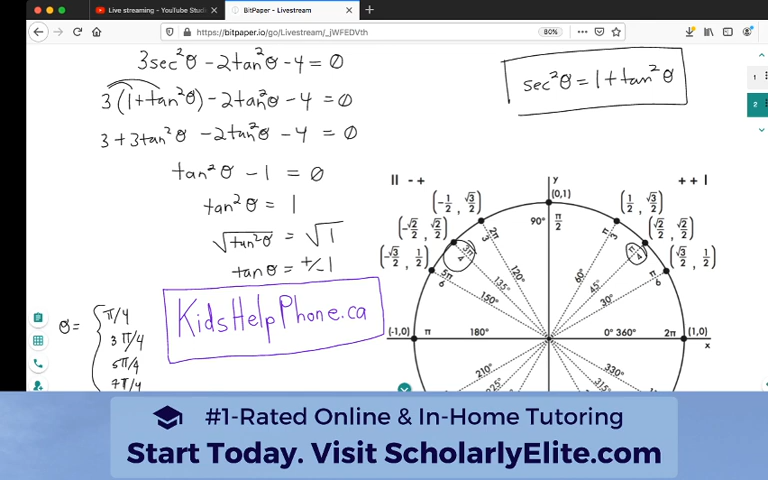 Live streaming - YouTube Studi
BitPaper - Livestream
https://bitpaper.io/go/Livestream/_jWFEDVth
80%
3sec²θ - 2tan²θ - 4 = 0
3(1+tan²θ) - 2tan²θ - 4 = 0
3 + 3tan²θ - 2tan²θ - 4 = 0
tan²θ - 1 = 0
tan²θ = 1
√tan²θ = √1
tanθ = +/-1
θ = { π/4
3π/4
5π/4
7π/4
KidsHelpPhone.ca
sec²θ = 1 + tan²θ
1
2
II - +
+ + I
y
(0,1)
(-1/2, √3/2)
(1/2, √3/2)
(-√2/2, √2/2)
(√2/2, √2/2)
(-√3/2, 1/2)
(√3/2, 1/2)
90° π/2
2π/3
π/3
3π/4
π/4
5π/6
π/6
120°
60°
135°
45°
150°
30°
(-1,0) π 180° 0° 360° 2π (1,0)
x
210°
330°
315°
#1-Rated Online & In-Home Tutoring
Start Today. Visit ScholarlyElite.com